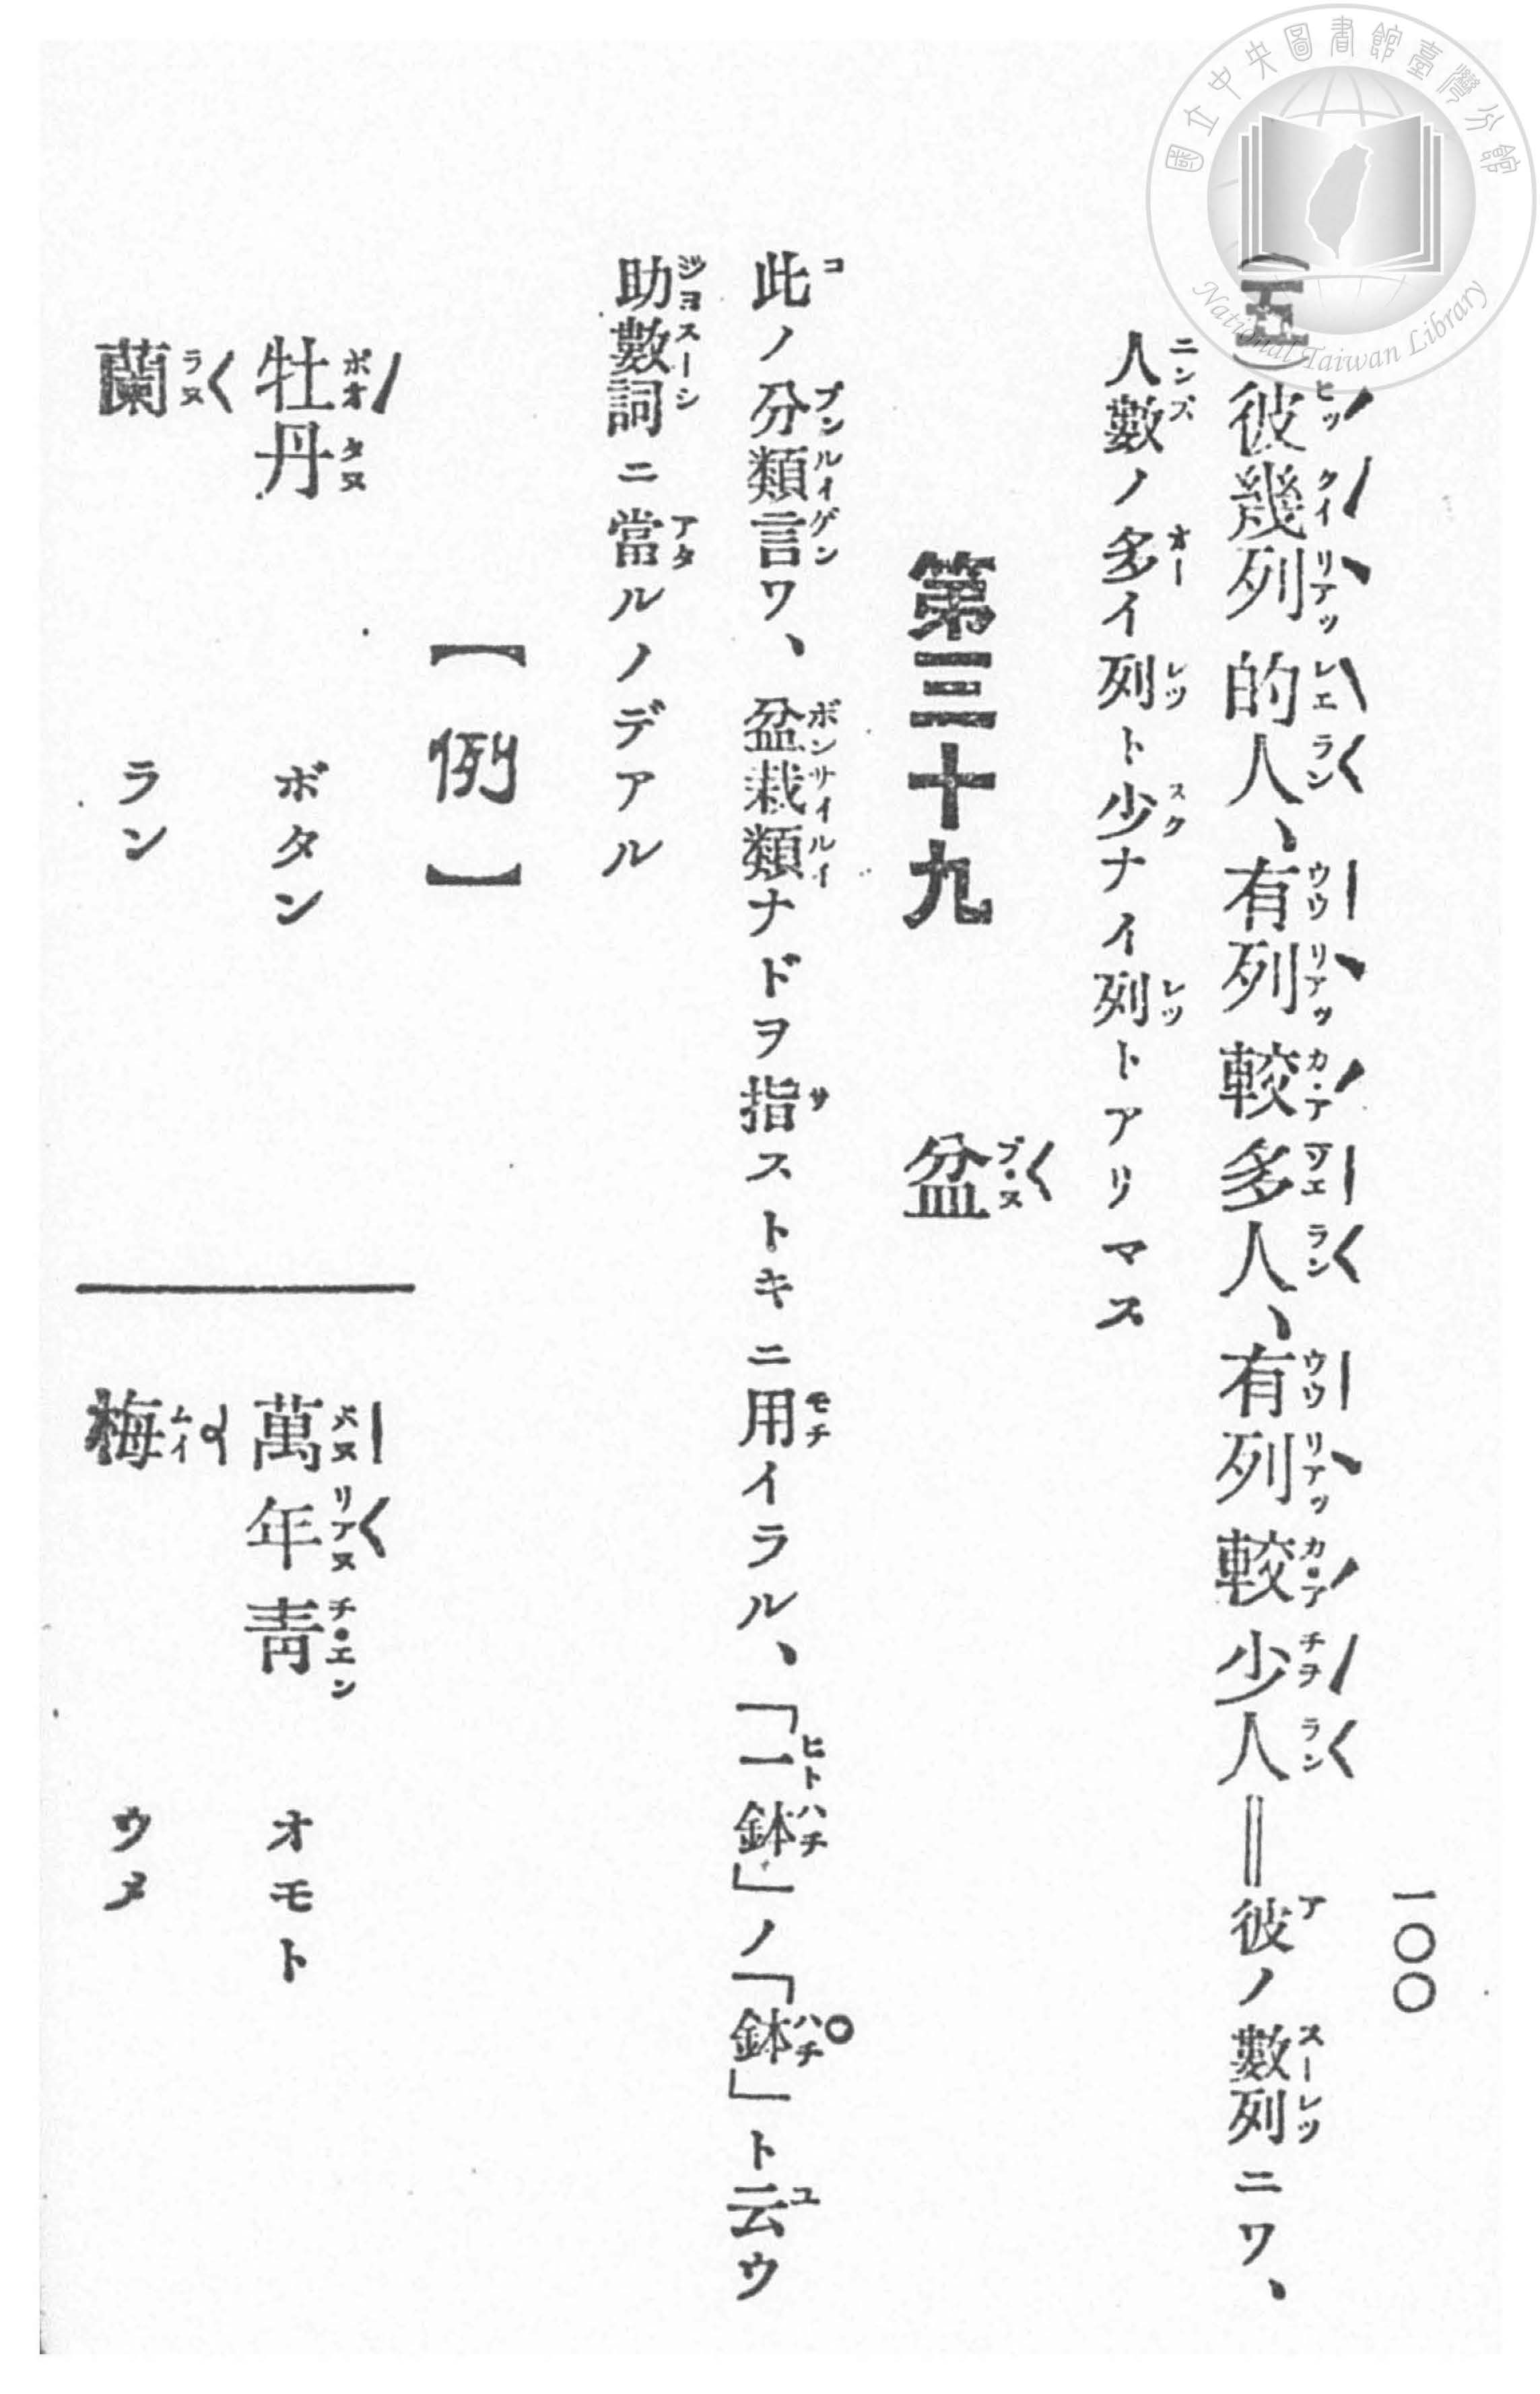 國立中央圖書館臺灣分館
National Taiwan Library
一〇〇
(五)彼幾列的人、有列較多人、有列較少人＝彼ノ數列ニワ、
人數ノ多イ列ト少ナイ列トアリマス
第三十九 盆
此ノ分類言ワ、盆栽類ナドヲ指ストキニ用イラル、「一鉢」ノ「鉢」ト云ウ
助數詞ニ當ルノデアル
【例】
牡丹 ボタン
萬年靑 オモト
蘭 ラン
梅 ウメ